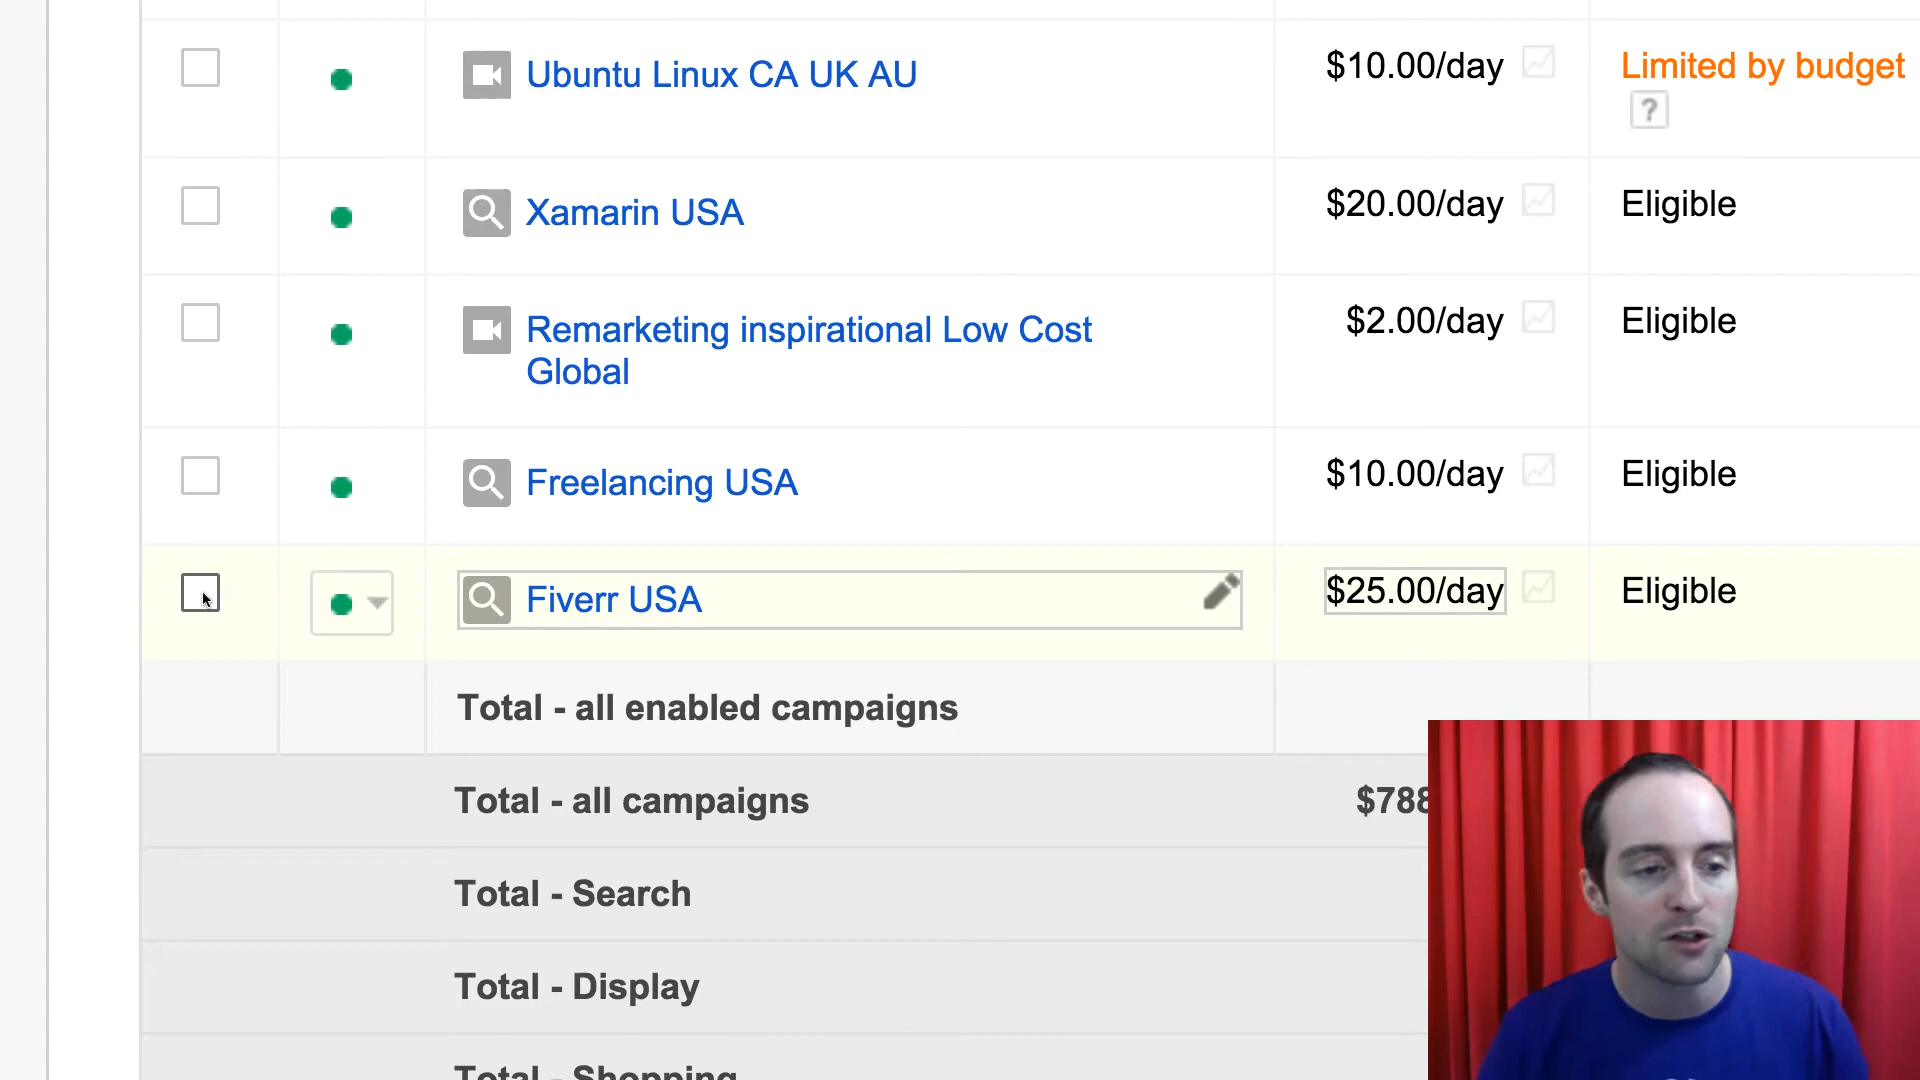 Ubuntu Linux CA UK AU $10.00/day Limited by budget
?
Xamarin USA $20.00/day Eligible
Remarketing inspirational Low Cost $2.00/day Eligible
Global
Freelancing USA $10.00/day Eligible
Fiverr USA $25.00/day Eligible
Total - all enabled campaigns
Total - all campaigns $788
Total - Search
Total - Display
Total - Shopping